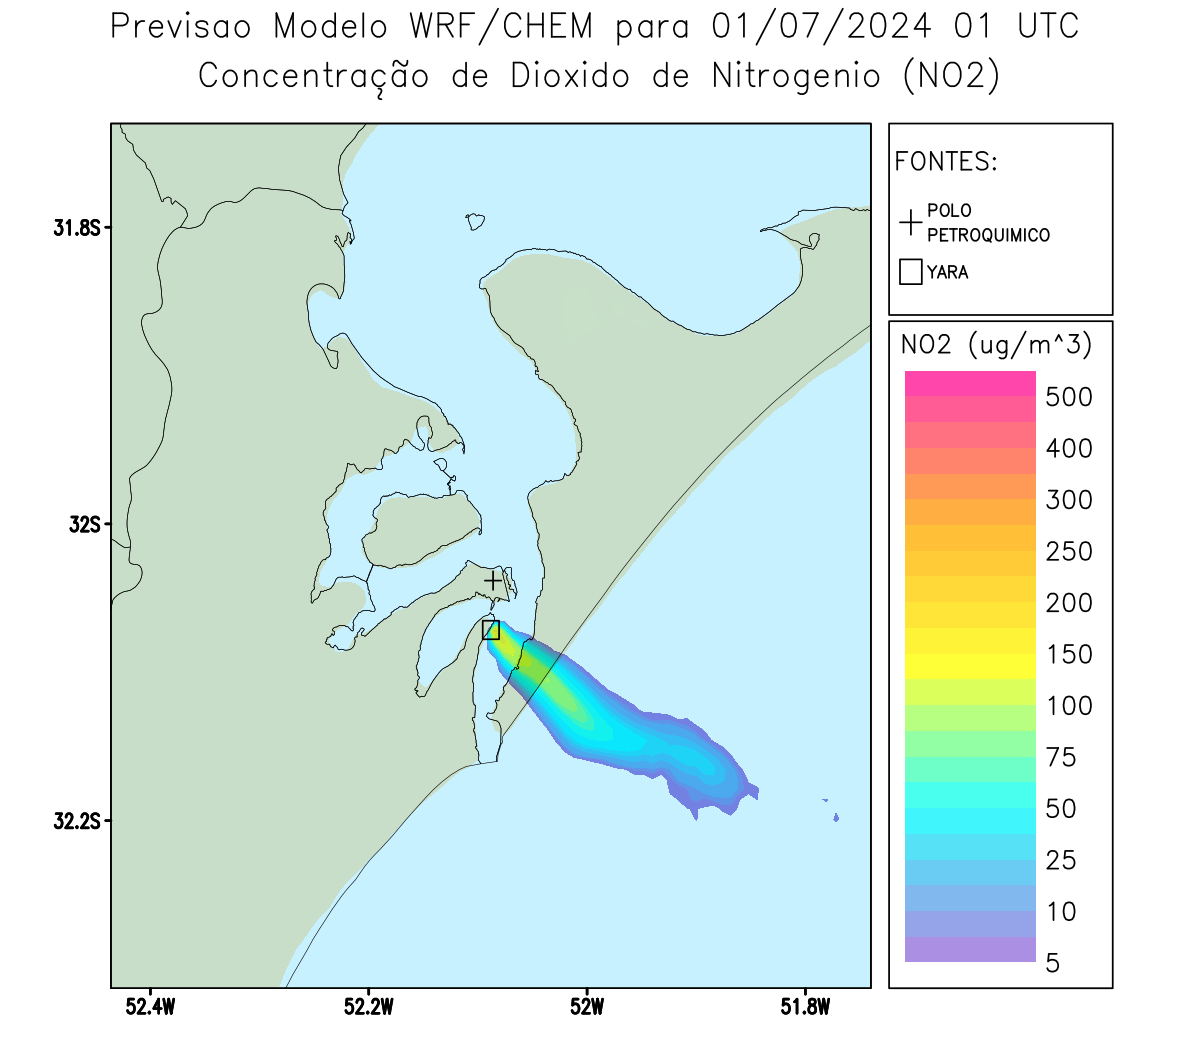 Previsao Modelo WRF/CHEM para 01/07/2024 01 UTC
Concentração de Dioxido de Nitrogenio (NO2)
FONTES:
POLO
PETROQUIMICO
YARA
31.8S
32S
32.2S
52.4W
52.2W
52W
51.8W
NO2 (ug/m^3)
500
400
300
250
200
150
100
75
50
25
10
5